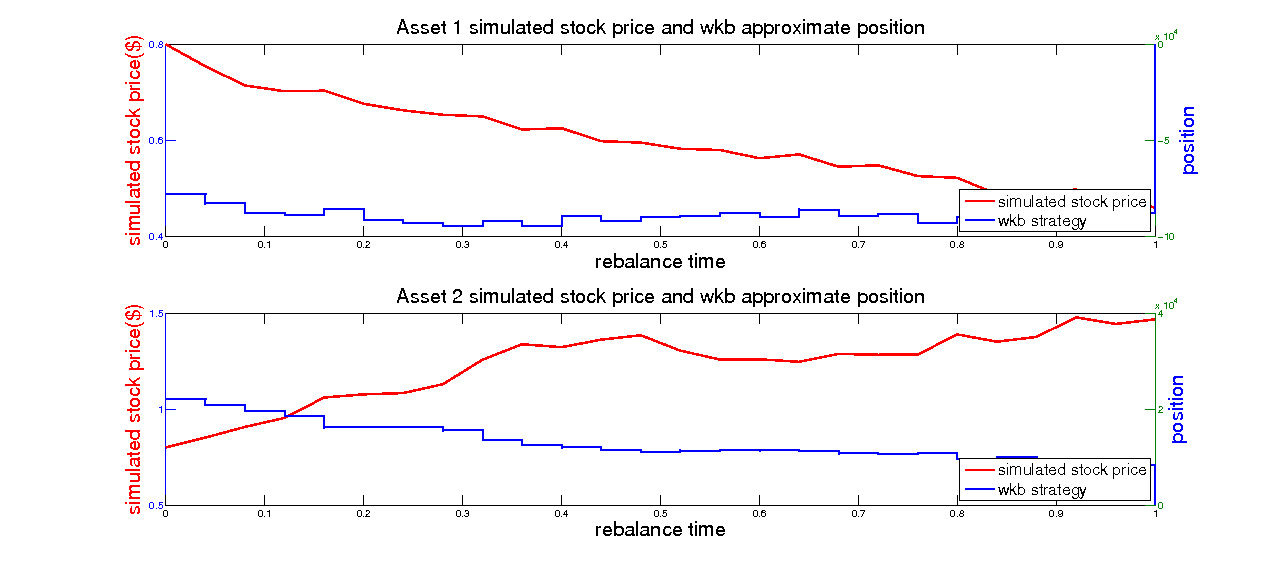 Asset 1 simulated stock price and wkb approximate position
x 10^4
simulated stock price($)
0.8
0.6
0.4
0
-5
-10
position
simulated stock price
wkb strategy
0 0.1 0.2 0.3 0.4 0.5 0.6 0.7 0.8 0.9 1
rebalance time
Asset 2 simulated stock price and wkb approximate position
x 10^4
simulated stock price($)
1.5
1
0.5
4
2
0
position
simulated stock price
wkb strategy
0 0.1 0.2 0.3 0.4 0.5 0.6 0.7 0.8 0.9 1
rebalance time